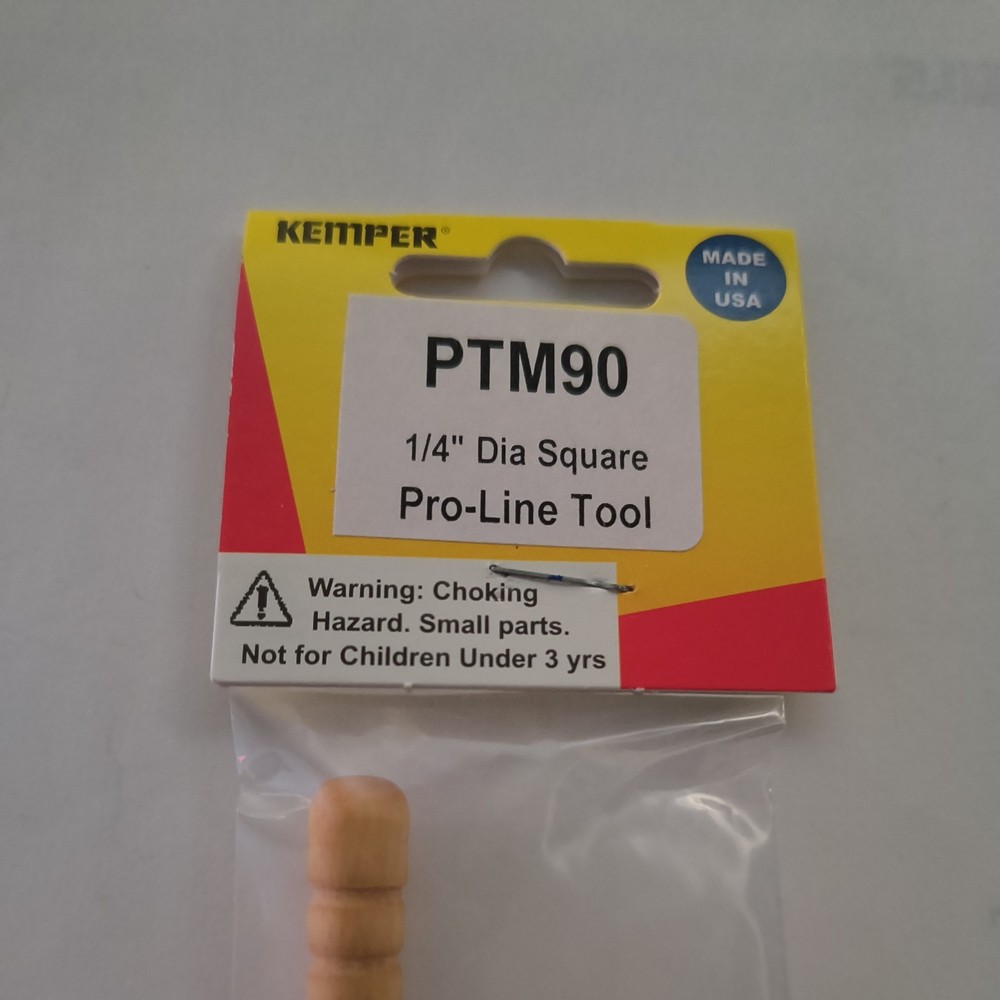 KEMPER®
MADE
IN
USA
PTM90
1/4" Dia Square
Pro-Line Tool
Warning: Choking
Hazard. Small parts.
Not for Children Under 3 yrs